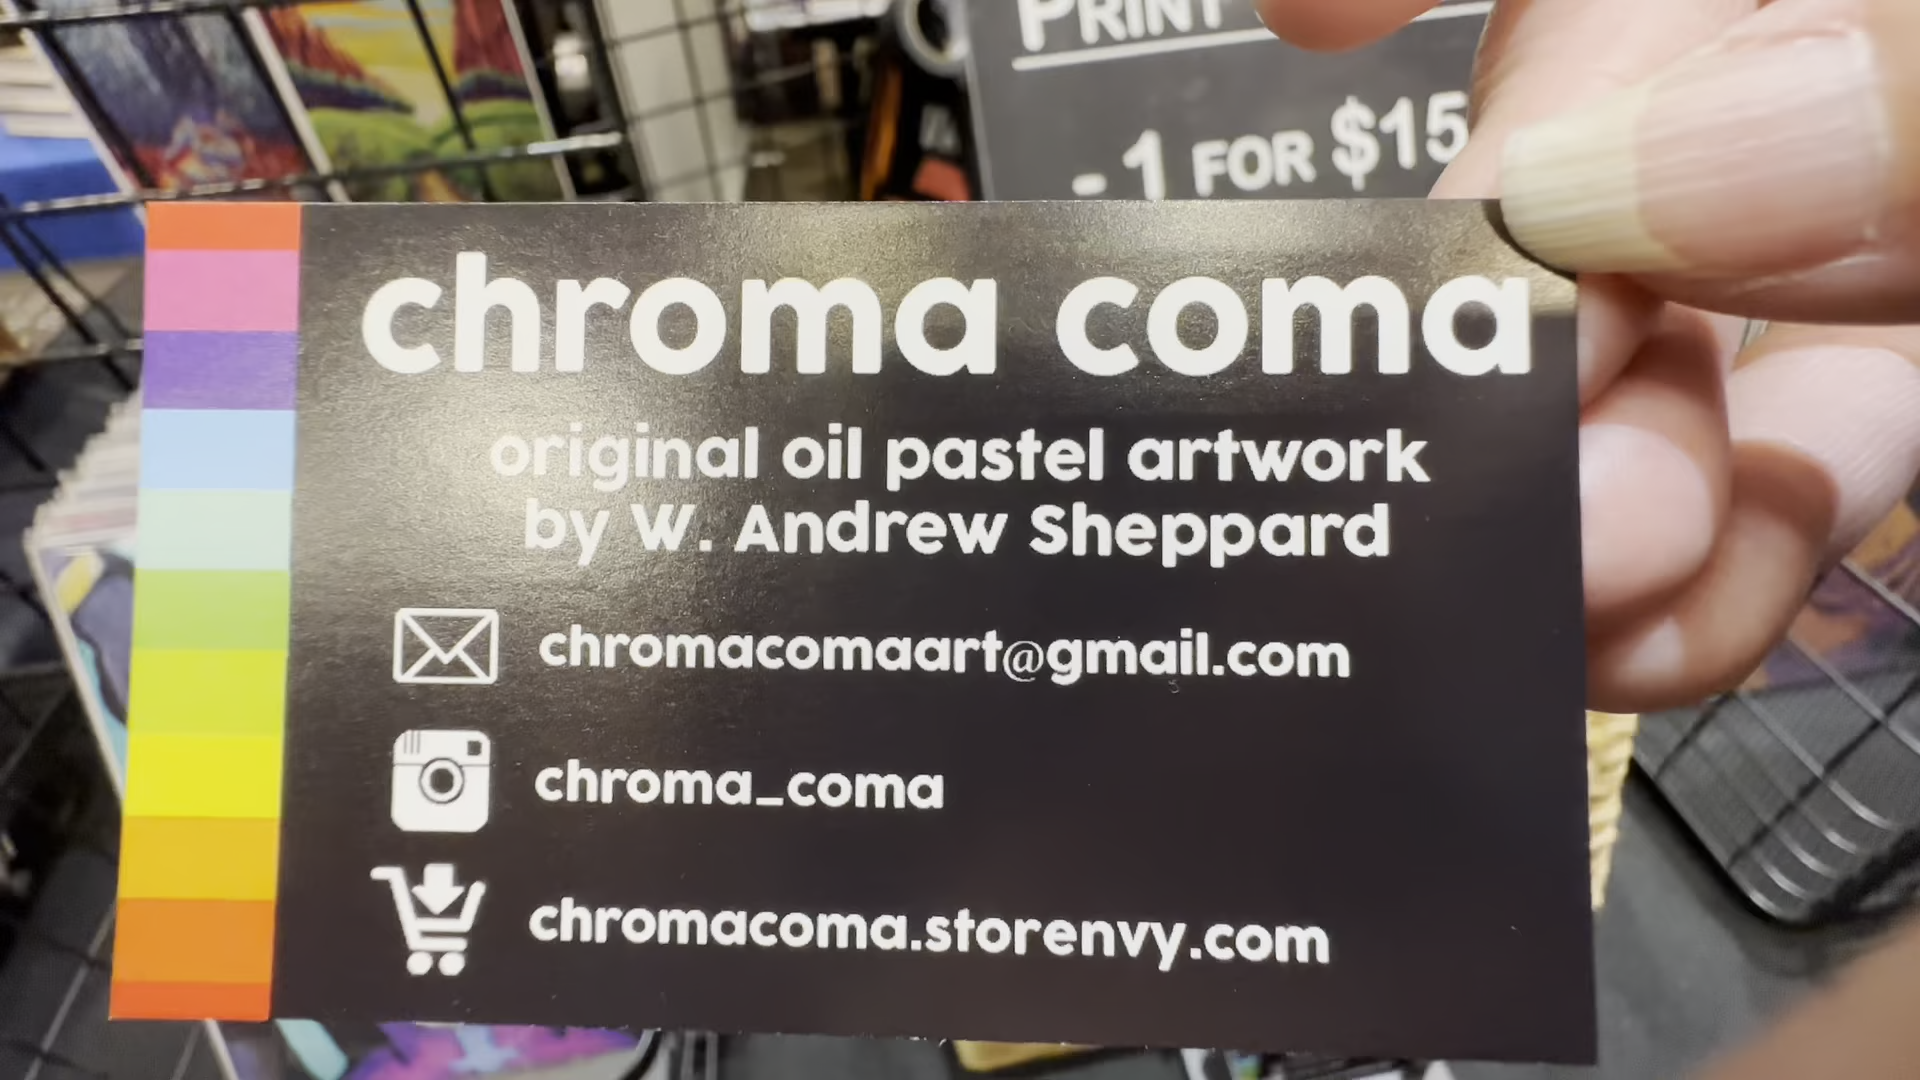 PRINT
- 1 FOR $15
chroma coma
original oil pastel artwork
by W. Andrew Sheppard
chromacomaart@gmail.com
chroma_coma
chromacoma.storenvy.com